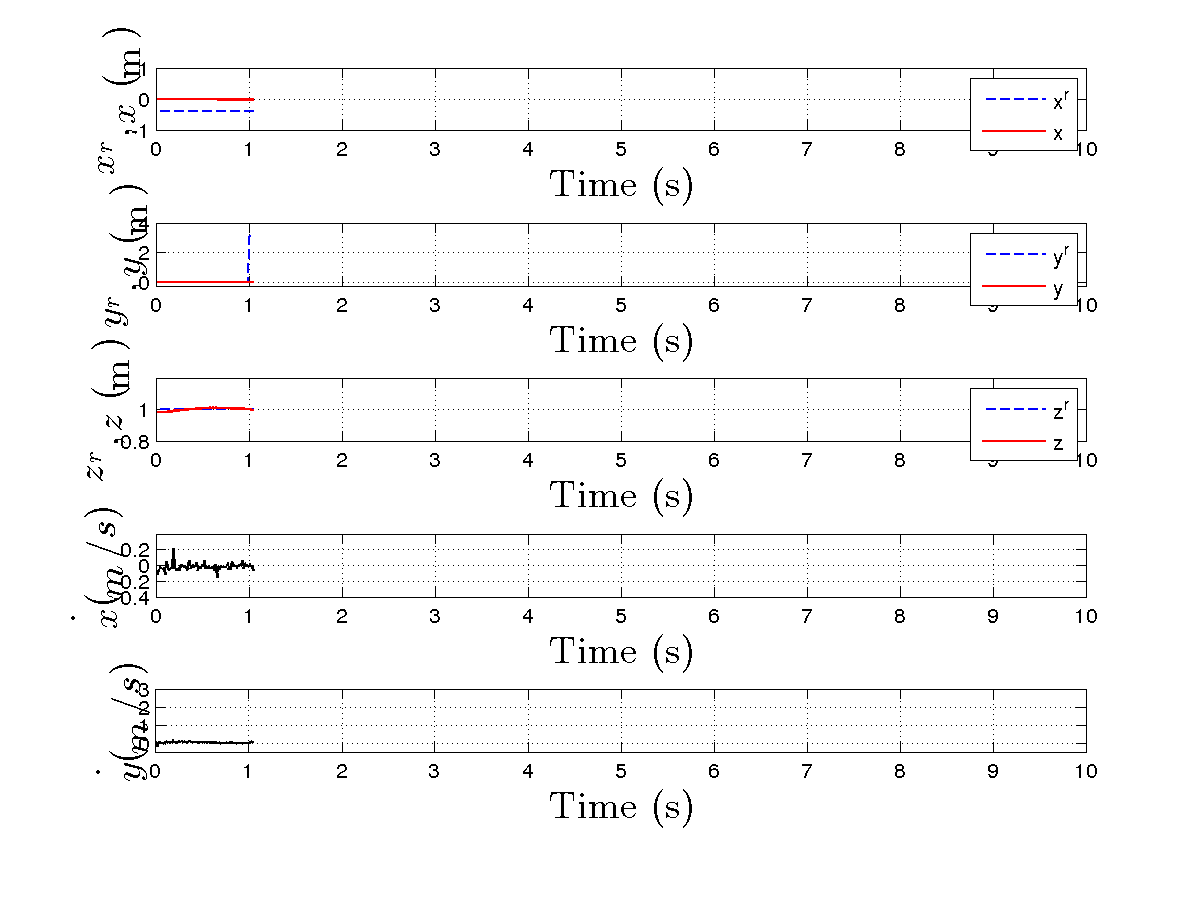 x^r, x (m)
1
0
-1
0 1 2 3 4 5 6 7 8 9 10
Time (s)
x^r
x
y^r, y (m)
4
2
0
0 1 2 3 4 5 6 7 8 9 10
Time (s)
y^r
y
z^r, z (m)
1
0.8
0 1 2 3 4 5 6 7 8 9 10
Time (s)
z^r
z
ẋ(m/s)
0.2
0
0.2
0.4
0 1 2 3 4 5 6 7 8 9 10
Time (s)
ẏ(m/s)
3
2
1
0
0 1 2 3 4 5 6 7 8 9 10
Time (s)